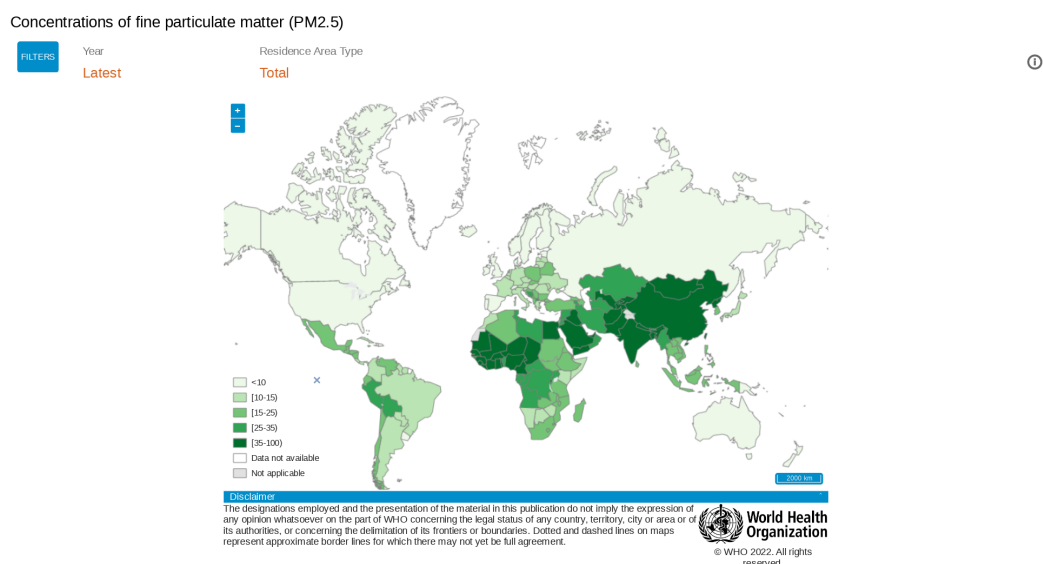 Concentrations of fine particulate matter (PM2.5)
FILTERS
Year
Residence Area Type
Latest
Total
+
−
<10
[10-15)
[15-25)
[25-35)
[35-100)
Data not available
Not applicable
2000 km
Disclaimer
The designations employed and the presentation of the material in this publication do not imply the expression of
any opinion whatsoever on the part of WHO concerning the legal status of any country, territory, city or area or of
its authorities, or concerning the delimitation of its frontiers or boundaries. Dotted and dashed lines on maps
represent approximate border lines for which there may not yet be full agreement.
World Health
Organization
© WHO 2022. All rights
reserved